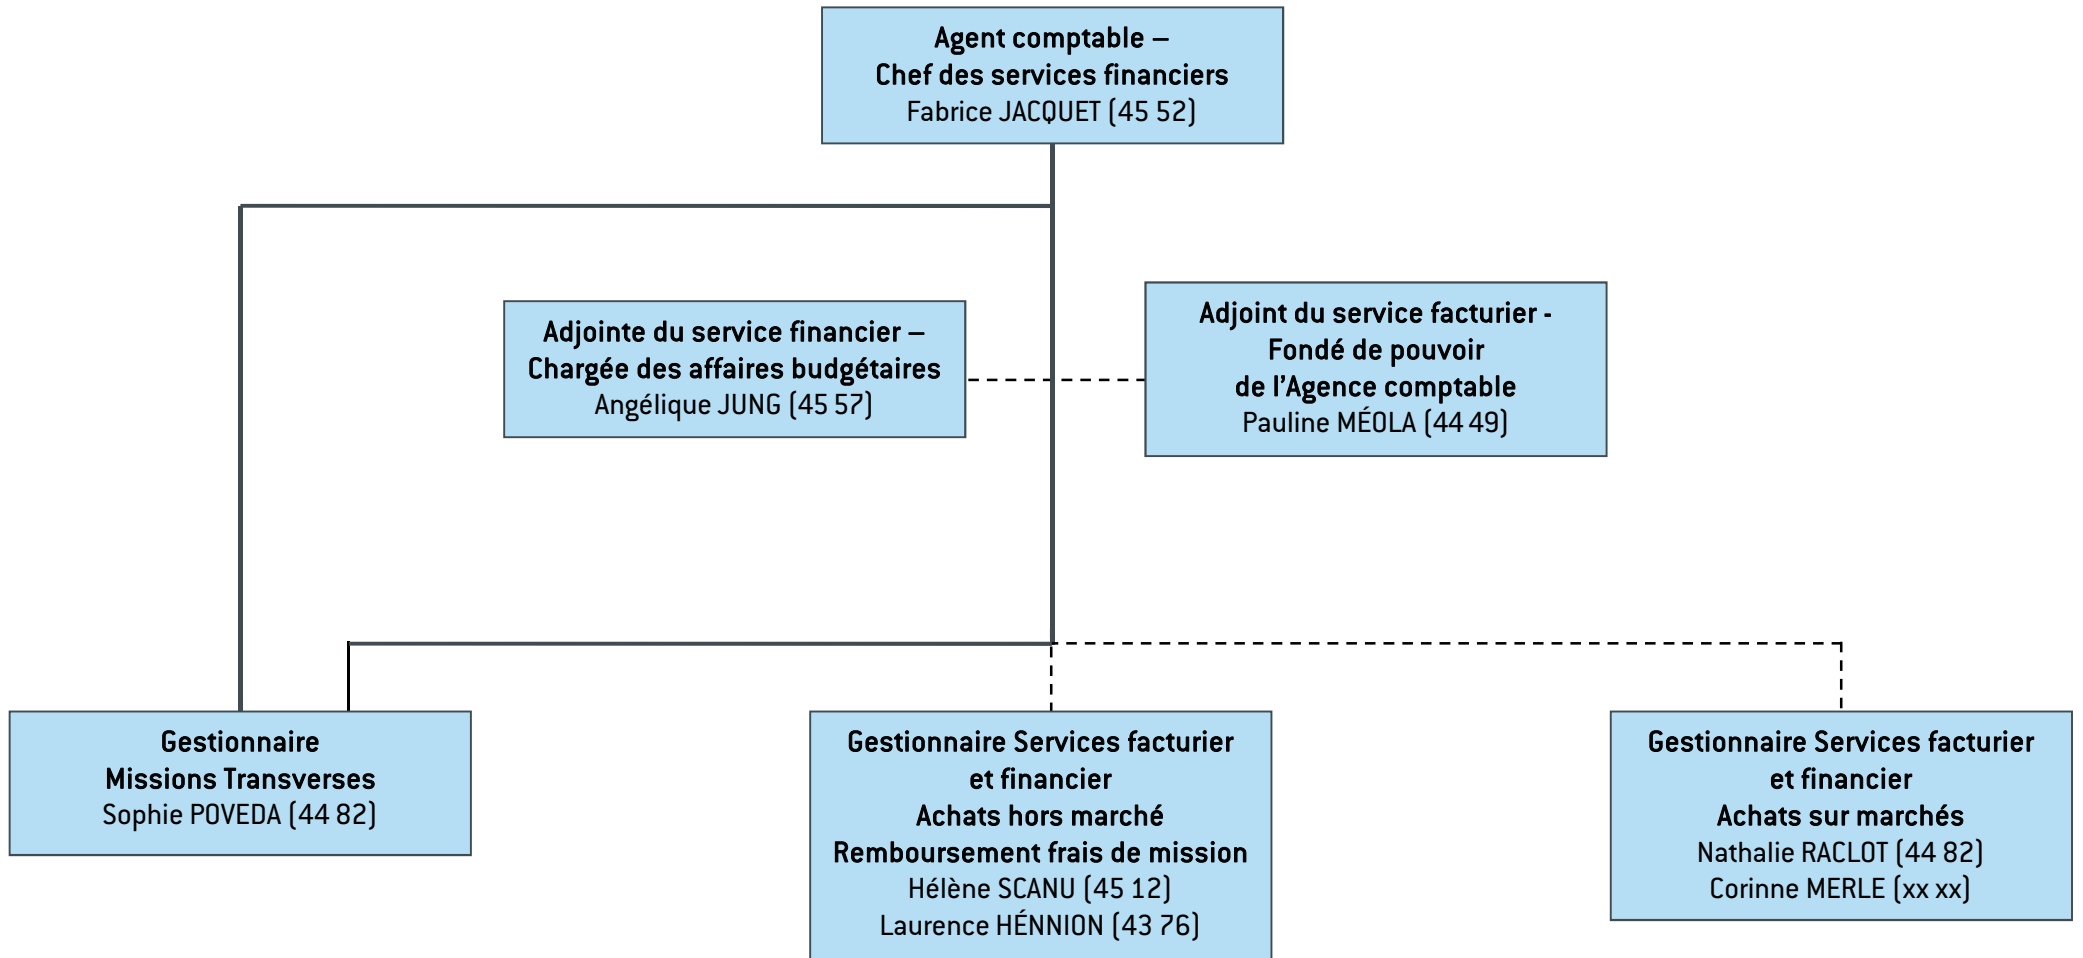 Agent comptable –
Chef des services financiers
Fabrice JACQUET (45 52)
Adjointe du service financier –
Chargée des affaires budgétaires
Angélique JUNG (45 57)
Adjoint du service facturier -
Fondé de pouvoir
de l’Agence comptable
Pauline MÉOLA (44 49)
Gestionnaire
Missions Transverses
Sophie POVEDA (44 82)
Gestionnaire Services facturier
et financier
Achats hors marché
Remboursement frais de mission
Hélène SCANU (45 12)
Laurence HÉNNION (43 76)
Gestionnaire Services facturier
et financier
Achats sur marchés
Nathalie RACLOT (44 82)
Corinne MERLE (xx xx)